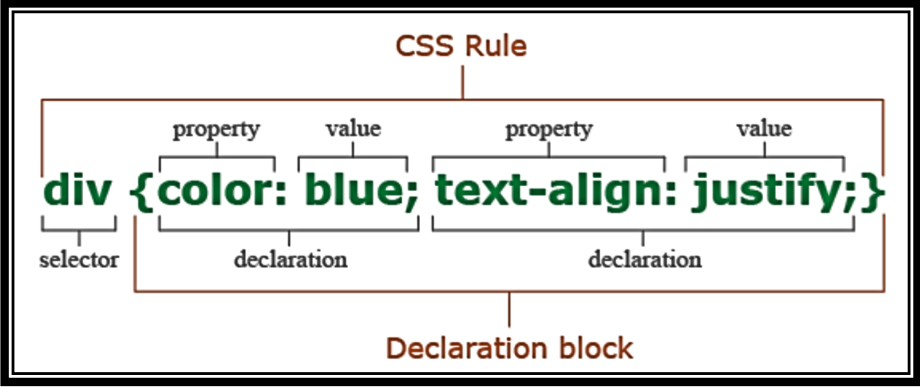 CSS Rule
property value property value
div {color: blue; text-align: justify;}
selector declaration declaration
Declaration block